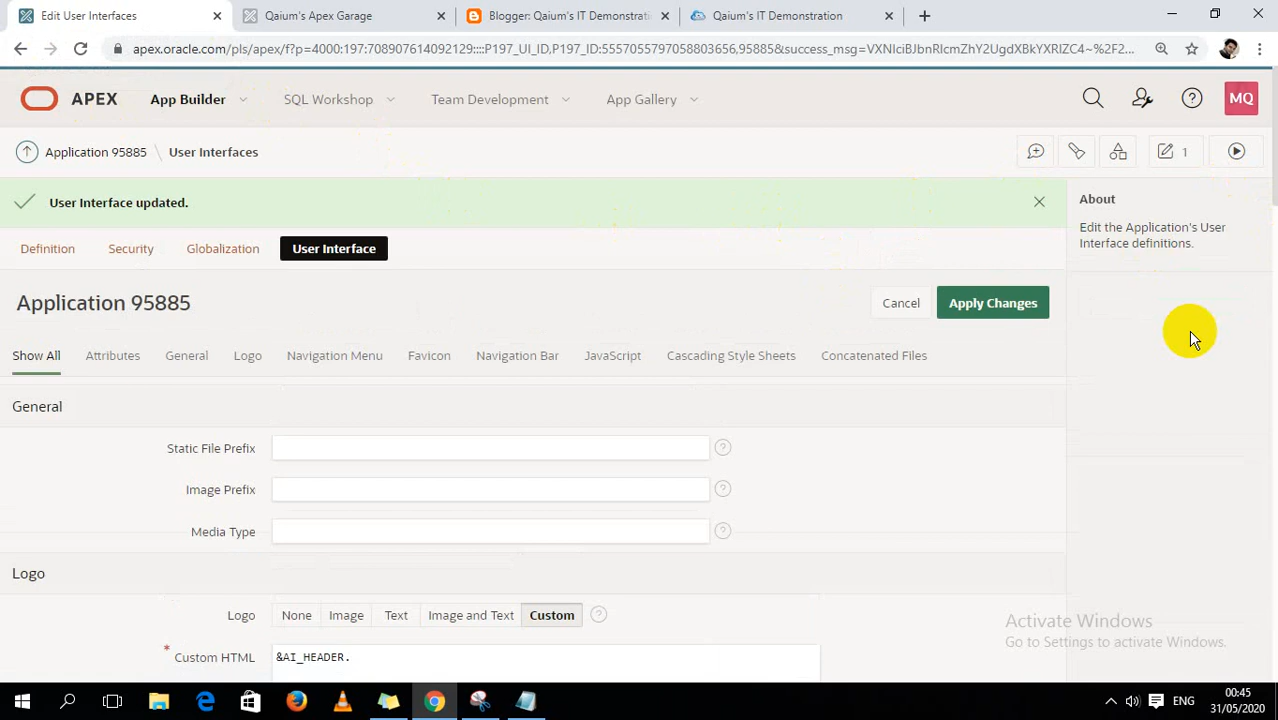 Edit User Interfaces
Qaium's Apex Garage
Blogger: Qaium's IT Demonstrati
Qaium's IT Demonstration
apex.oracle.com/pls/apex/f?p=4000:197:708907614092129::::P197_UI_ID,P197_ID:5557055797058803656,95885&success_msg=VXNlciBJbnRlcmZhY2UgdXBkYXRlZC4~%2F2...
APEX
App Builder
SQL Workshop
Team Development
App Gallery
MQ
Application 95885
User Interfaces
1
User Interface updated.
About
Edit the Application's User
Interface definitions.
Definition
Security
Globalization
User Interface
Application 95885
Cancel
Apply Changes
Show All
Attributes
General
Logo
Navigation Menu
Favicon
Navigation Bar
JavaScript
Cascading Style Sheets
Concatenated Files
General
Static File Prefix
Image Prefix
Media Type
Logo
Logo
None
Image
Text
Image and Text
Custom
* Custom HTML
&AI_HEADER.
Activate Windows
Go to Settings to activate Windows.
ENG
00:45
31/05/2020